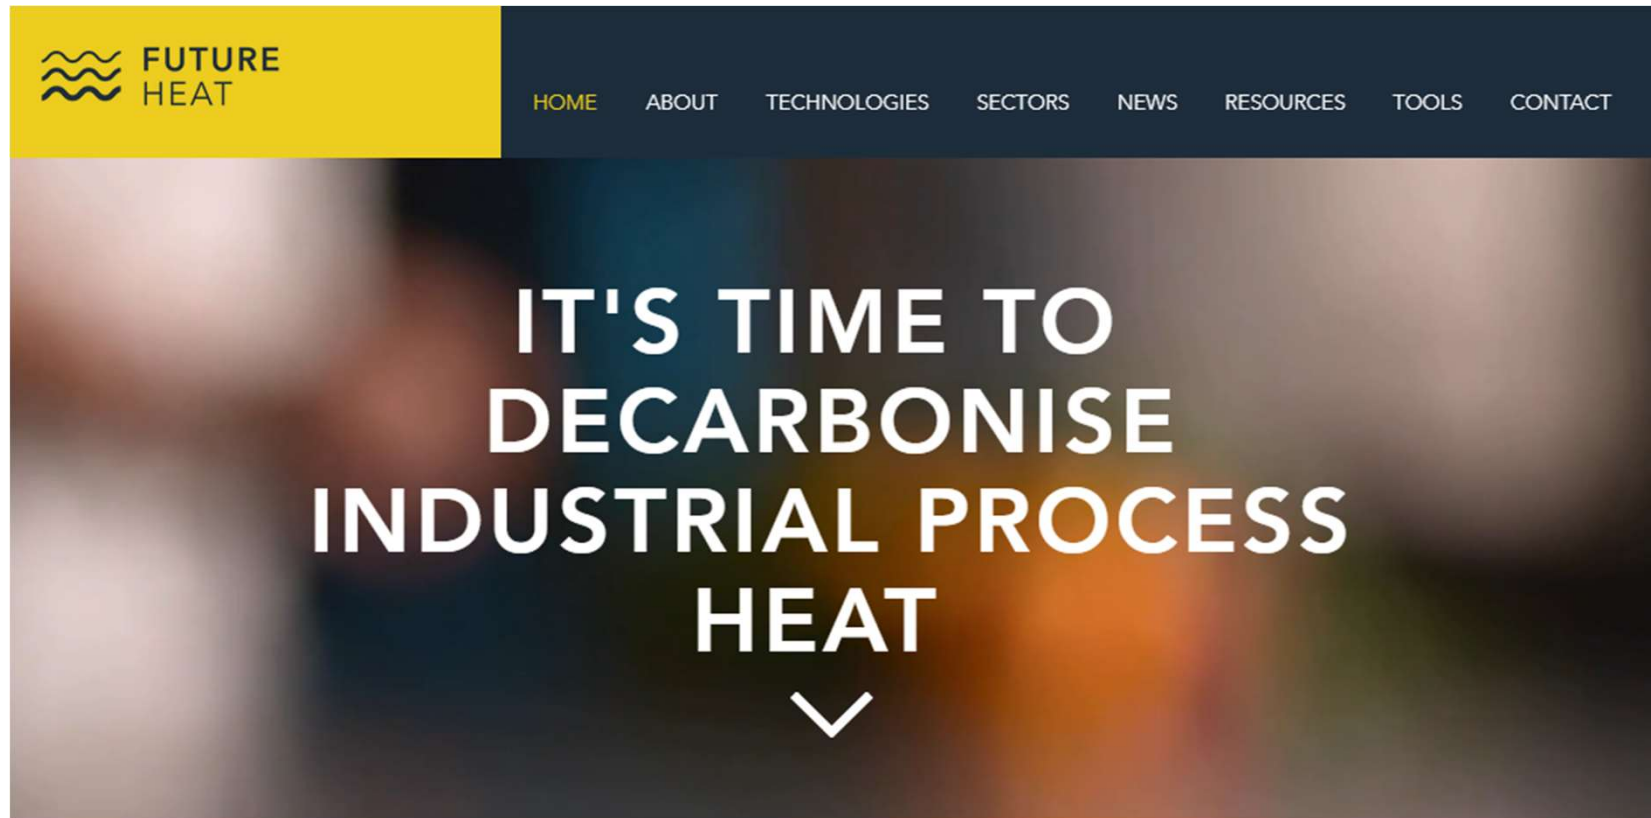 FUTURE
HEAT
HOME ABOUT TECHNOLOGIES SECTORS NEWS RESOURCES TOOLS CONTACT
IT'S TIME TO
DECARBONISE
INDUSTRIAL PROCESS
HEAT